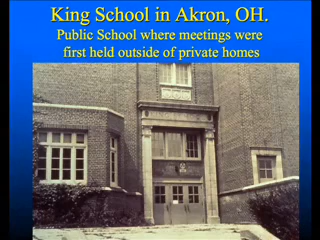 King School in Akron, OH.
Public School where meetings were
first held outside of private homes